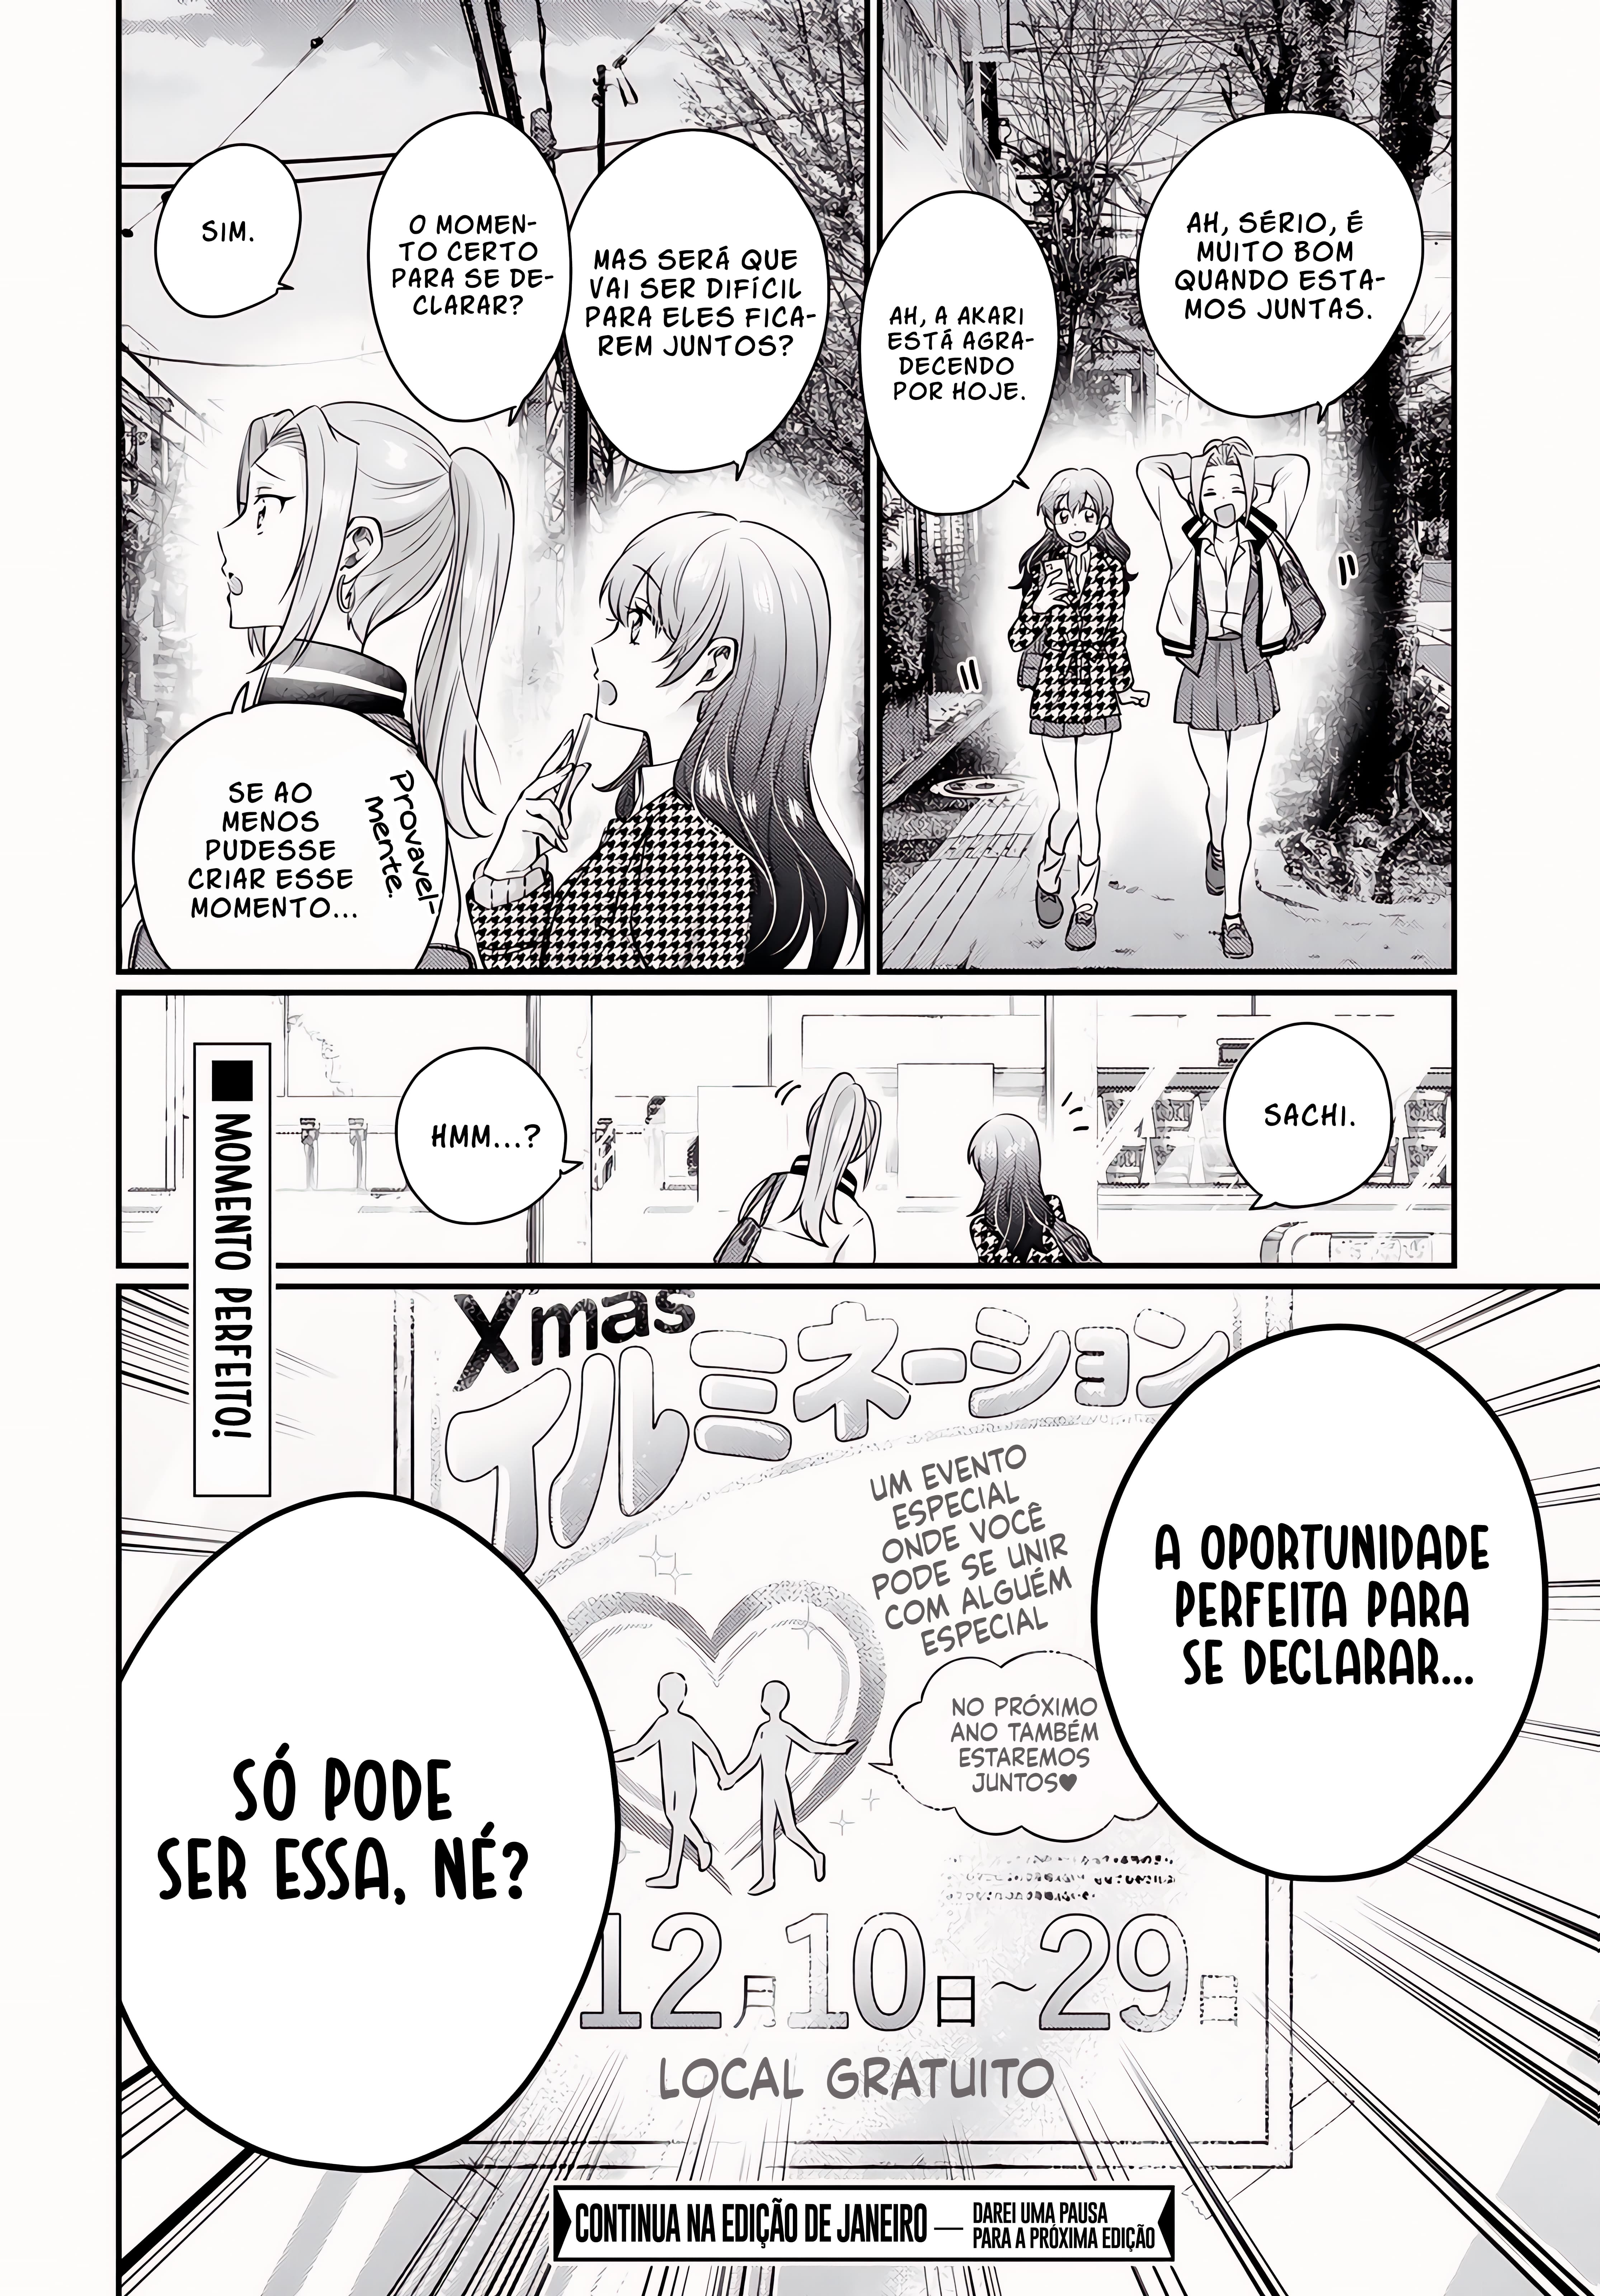 AH, SÉRIO, É
MUITO BOM
QUANDO ESTA-
MOS JUNTAS.
AH, A AKARI
ESTÁ AGRA-
DECENDO
POR HOJE.
MAS SERÁ QUE
VAI SER DIFÍCIL
PARA ELES FICA-
REM JUNTOS?
O MOMEN-
TO CERTO
PARA SE DE-
CLARAR?
SIM.
Provavel-
mente.
SE AO
MENOS
PUDESSE
CRIAR ESSE
MOMENTO...
SACHI.
HMM...?
■ MOMENTO PERFEITO!
Xmas
イルミネーション
UM EVENTO
ESPECIAL
ONDE VOCÊ
PODE SE UNIR
COM ALGUÉM
ESPECIAL
A OPORTUNIDADE
PERFEITA PARA
SE DECLARAR...
NO PRÓXIMO
ANO TAMBÉM
ESTAREMOS
JUNTOS♥
SÓ PODE
SER ESSA, NÉ?
12月10日~29日
LOCAL GRATUITO
CONTINUA NA EDIÇÃO DE JANEIRO — DAREI UMA PAUSA
PARA A PRÓXIMA EDIÇÃO